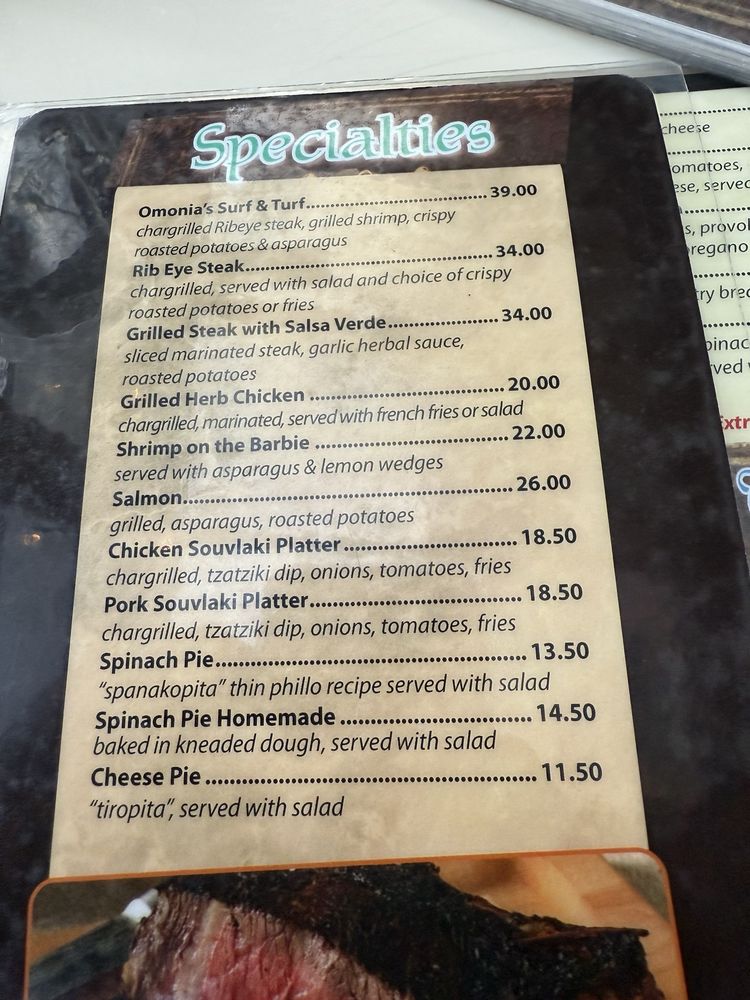 Specialties
Omonia's Surf & Turf 39.00
chargrilled Ribeye steak, grilled shrimp, crispy
roasted potatoes & asparagus
Rib Eye Steak 34.00
chargrilled, served with salad and choice of crispy
roasted potatoes or fries
Grilled Steak with Salsa Verde 34.00
sliced marinated steak, garlic herbal sauce,
roasted potatoes
Grilled Herb Chicken 20.00
chargrilled, marinated, served with french fries or salad
Shrimp on the Barbie 22.00
served with asparagus & lemon wedges
Salmon 26.00
grilled, asparagus, roasted potatoes
Chicken Souvlaki Platter 18.50
chargrilled, tzatziki dip, onions, tomatoes, fries
Pork Souvlaki Platter 18.50
chargrilled, tzatziki dip, onions, tomatoes, fries
Spinach Pie 13.50
"spanakopita" thin phillo recipe served with salad
Spinach Pie Homemade 14.50
baked in kneaded dough, served with salad
Cheese Pie 11.50
"tiropita", served with salad
cheese